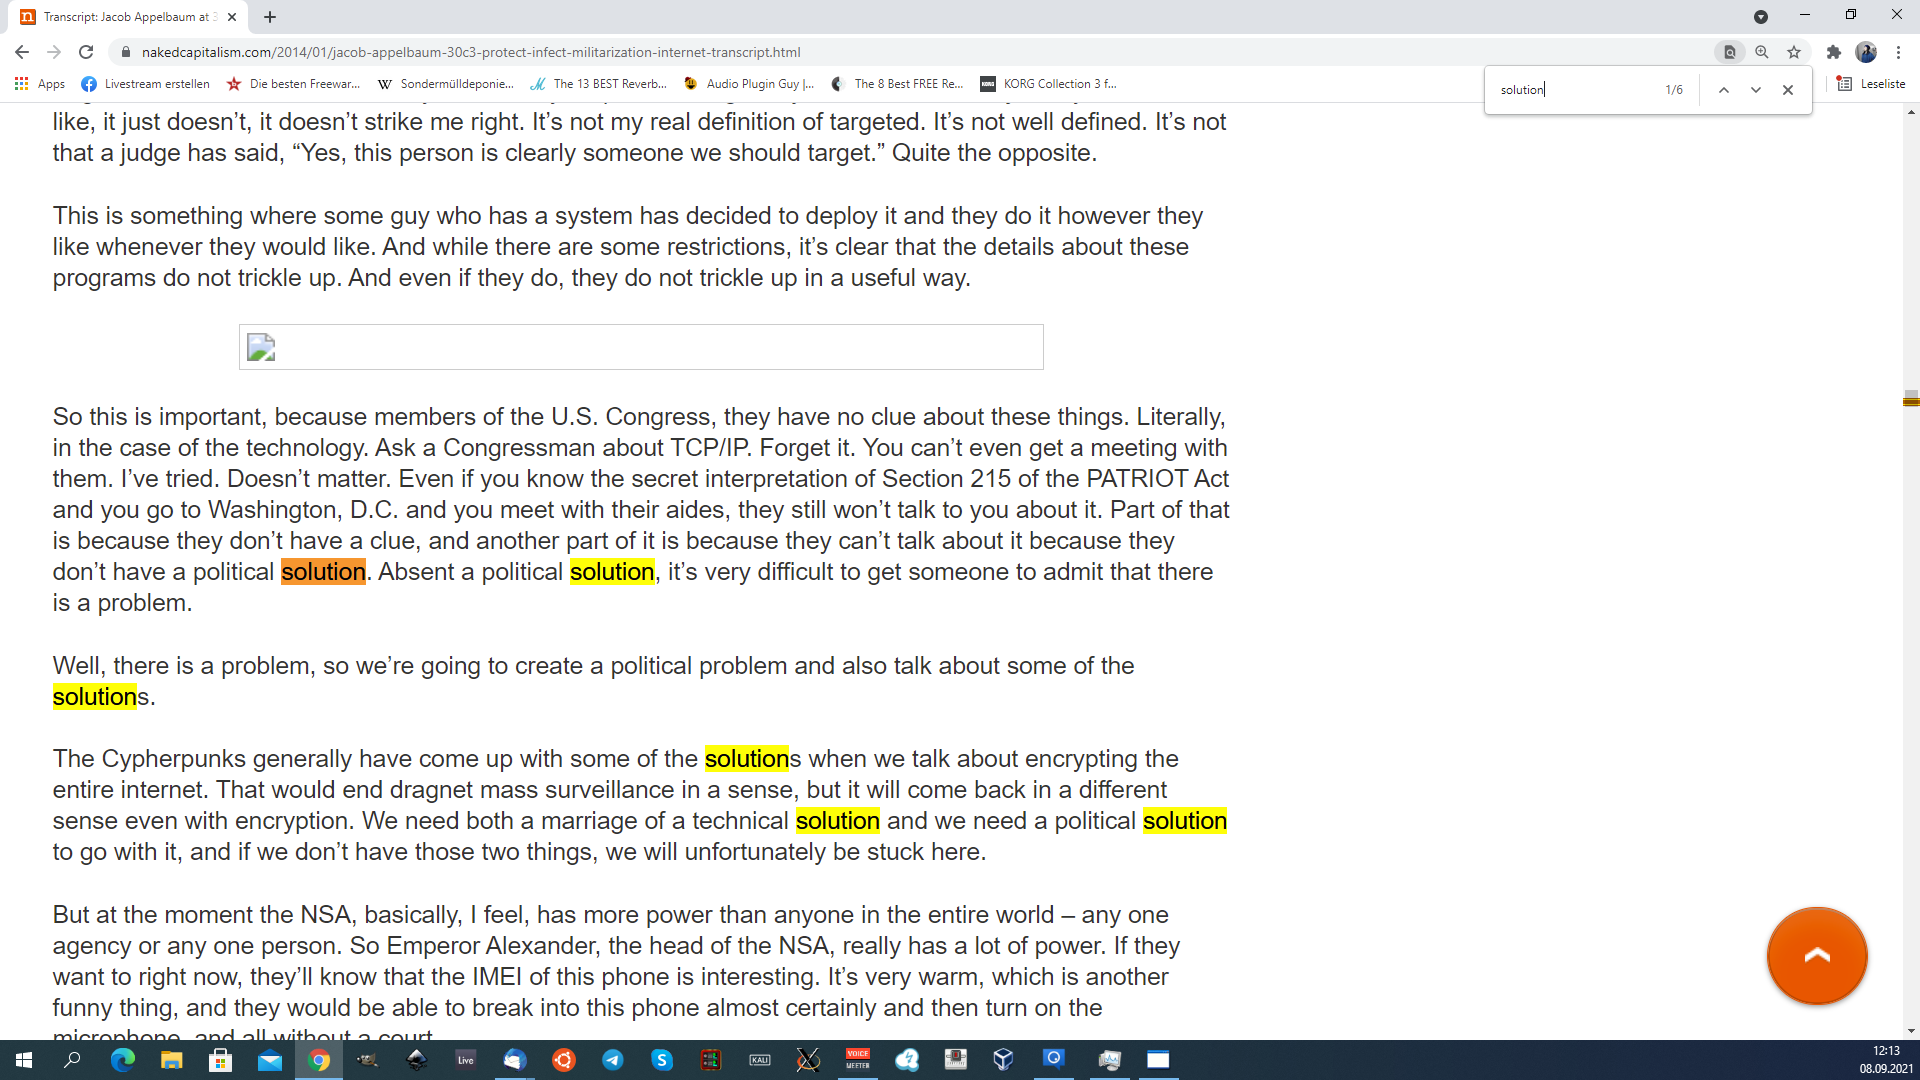 Transcript: Jacob Appelbaum at 3
nakedcapitalism.com/2014/01/jacob-appelbaum-30c3-protect-infect-militarization-internet-transcript.html
Apps
Livestream erstellen
Die besten Freewar...
Sondermülldeponie...
The 13 BEST Reverb...
Audio Plugin Guy |...
The 8 Best FREE Re...
KORG Collection 3 f...
Leseliste
solution
1/6
like, it just doesn’t, it doesn’t strike me right. It’s not my real definition of targeted. It’s not well defined. It’s not
that a judge has said, “Yes, this person is clearly someone we should target.” Quite the opposite.
This is something where some guy who has a system has decided to deploy it and they do it however they
like whenever they would like. And while there are some restrictions, it’s clear that the details about these
programs do not trickle up. And even if they do, they do not trickle up in a useful way.
So this is important, because members of the U.S. Congress, they have no clue about these things. Literally,
in the case of the technology. Ask a Congressman about TCP/IP. Forget it. You can’t even get a meeting with
them. I’ve tried. Doesn’t matter. Even if you know the secret interpretation of Section 215 of the PATRIOT Act
and you go to Washington, D.C. and you meet with their aides, they still won’t talk to you about it. Part of that
is because they don’t have a clue, and another part of it is because they can’t talk about it because they
don’t have a political solution. Absent a political solution, it’s very difficult to get someone to admit that there
is a problem.
Well, there is a problem, so we’re going to create a political problem and also talk about some of the
solutions.
The Cypherpunks generally have come up with some of the solutions when we talk about encrypting the
entire internet. That would end dragnet mass surveillance in a sense, but it will come back in a different
sense even with encryption. We need both a marriage of a technical solution and we need a political solution
to go with it, and if we don’t have those two things, we will unfortunately be stuck here.
But at the moment the NSA, basically, I feel, has more power than anyone in the entire world – any one
agency or any one person. So Emperor Alexander, the head of the NSA, really has a lot of power. If they
want to right now, they’ll know that the IMEI of this phone is interesting. It’s very warm, which is another
funny thing, and they would be able to break into this phone almost certainly and then turn on the
microphone, and all without a court.
Live
KALI
VOICE
MEETER
12:13
08.09.2021